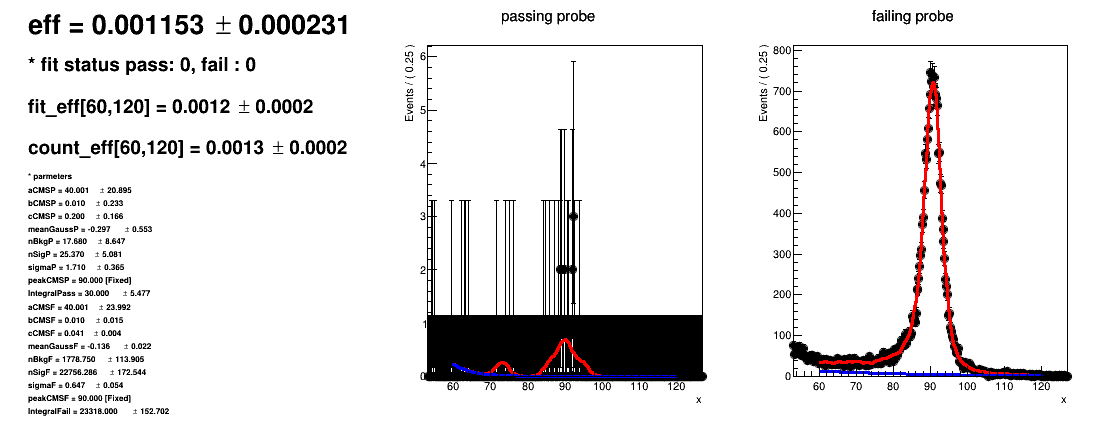 eff = 0.001153 ± 0.000231
* fit status pass: 0, fail : 0
fit_eff[60,120] = 0.0012 ± 0.0002
count_eff[60,120] = 0.0013 ± 0.0002
* parmeters
aCMSP = 40.001 ± 20.895
bCMSP = 0.010 ± 0.233
cCMSP = 0.200 ± 0.166
meanGaussP = -0.297 ± 0.553
nBkgP = 17.680 ± 8.647
nSigP = 25.370 ± 5.081
sigmaP = 1.710 ± 0.365
peakCMSP = 90.000 [Fixed]
IntegralPass = 30.000 ± 5.477
aCMSF = 40.001 ± 23.992
bCMSF = 0.010 ± 0.015
cCMSF = 0.041 ± 0.004
meanGaussF = -0.136 ± 0.022
nBkgF = 1778.750 ± 113.905
nSigF = 22756.286 ± 172.544
sigmaF = 0.647 ± 0.054
peakCMSF = 90.000 [Fixed]
IntegralFail = 23318.000 ± 152.702
passing probe
Events / ( 0.25 )
6
5
4
3
2
1
0
60 70 80 90 100 110 120
x
failing probe
Events / ( 0.25 )
800
700
600
500
400
300
200
100
0
60 70 80 90 100 110 120
x